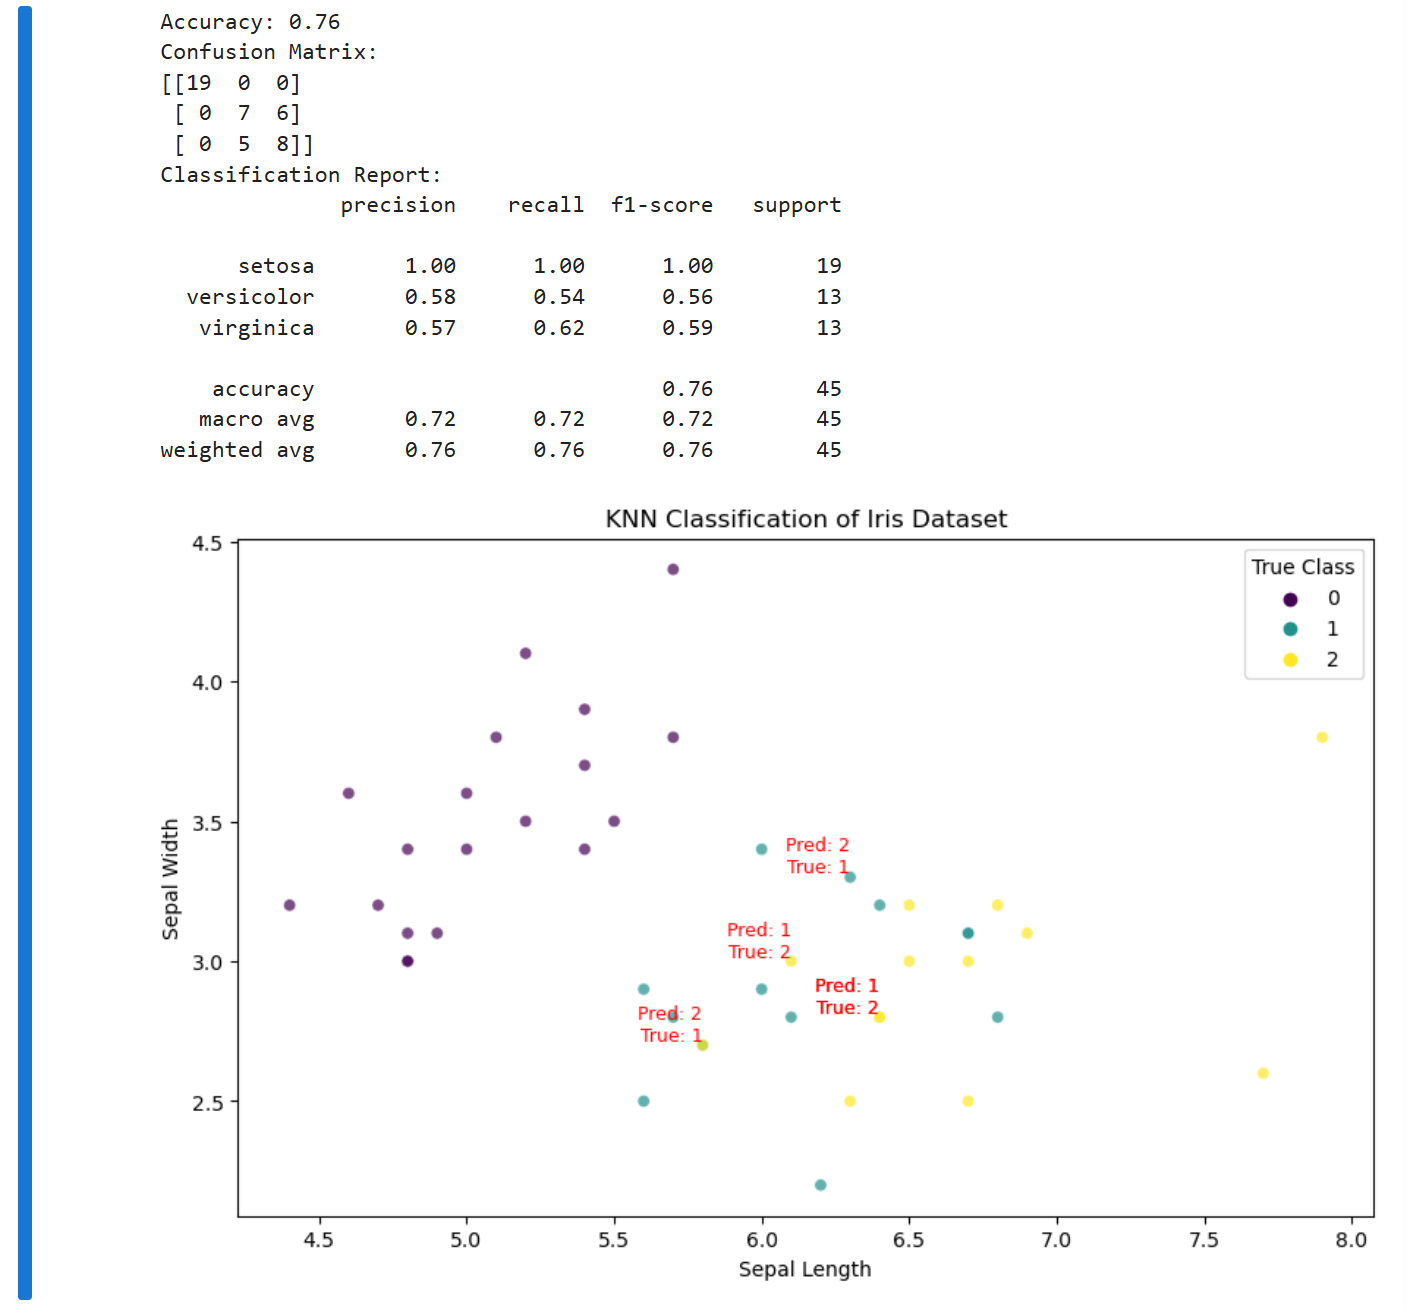 Accuracy: 0.76
Confusion Matrix:
[[19  0  0]
 [ 0  7  6]
 [ 0  5  8]]
Classification Report:
              precision    recall  f1-score   support

      setosa       1.00      1.00      1.00        19
  versicolor       0.58      0.54      0.56        13
   virginica       0.57      0.62      0.59        13

    accuracy                           0.76        45
   macro avg       0.72      0.72      0.72        45
weighted avg       0.76      0.76      0.76        45
KNN Classification of Iris Dataset
4.5
4.0
3.5
3.0
2.5
Sepal Width
True Class
0
1
2
Pred: 2
True: 1
Pred: 1
True: 2
Pred: 1
True: 2
Pred: 2
True: 1
4.5 5.0 5.5 6.0 6.5 7.0 7.5 8.0
Sepal Length